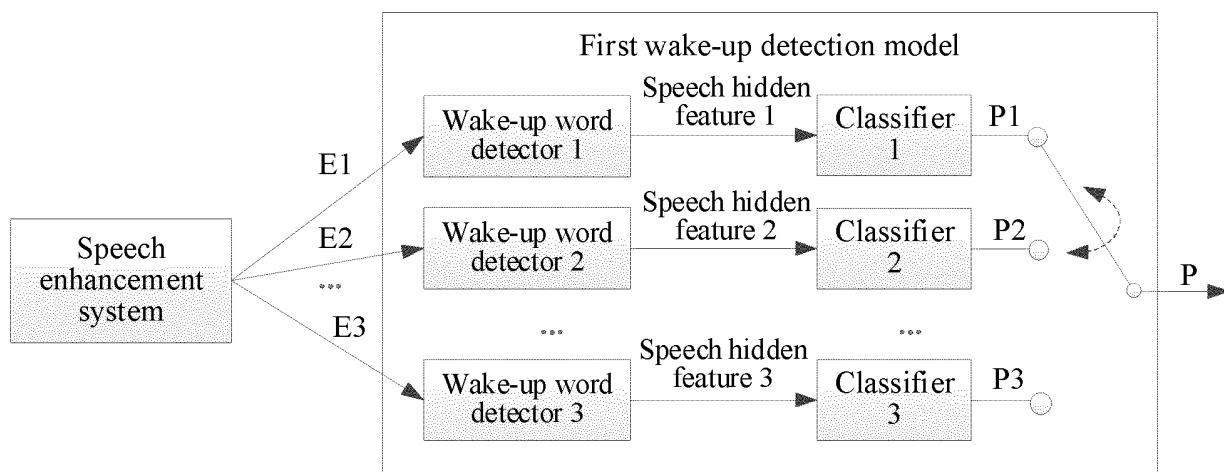 First wake-up detection model
Speech hidden
feature 1
Wake-up word
detector 1
Classifier
1
P1
E1
Speech hidden
feature 2
Wake-up word
detector 2
Classifier
2
P2
E2
Speech
enhancement
system
...
P
E3
...
...
Speech hidden
feature 3
Wake-up word
detector 3
Classifier
3
P3